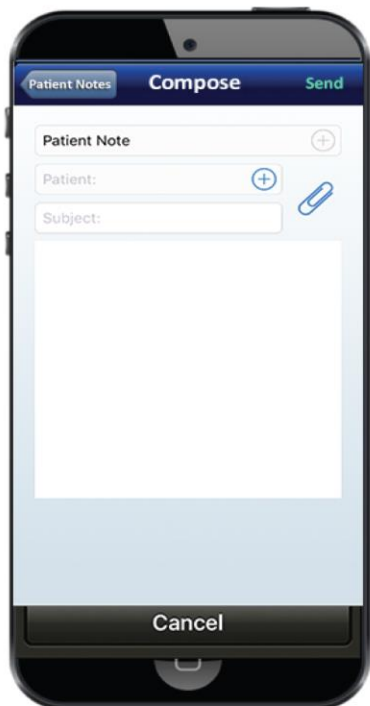 Patient Notes Compose Send
Patient Note
Patient:
Subject:
Cancel